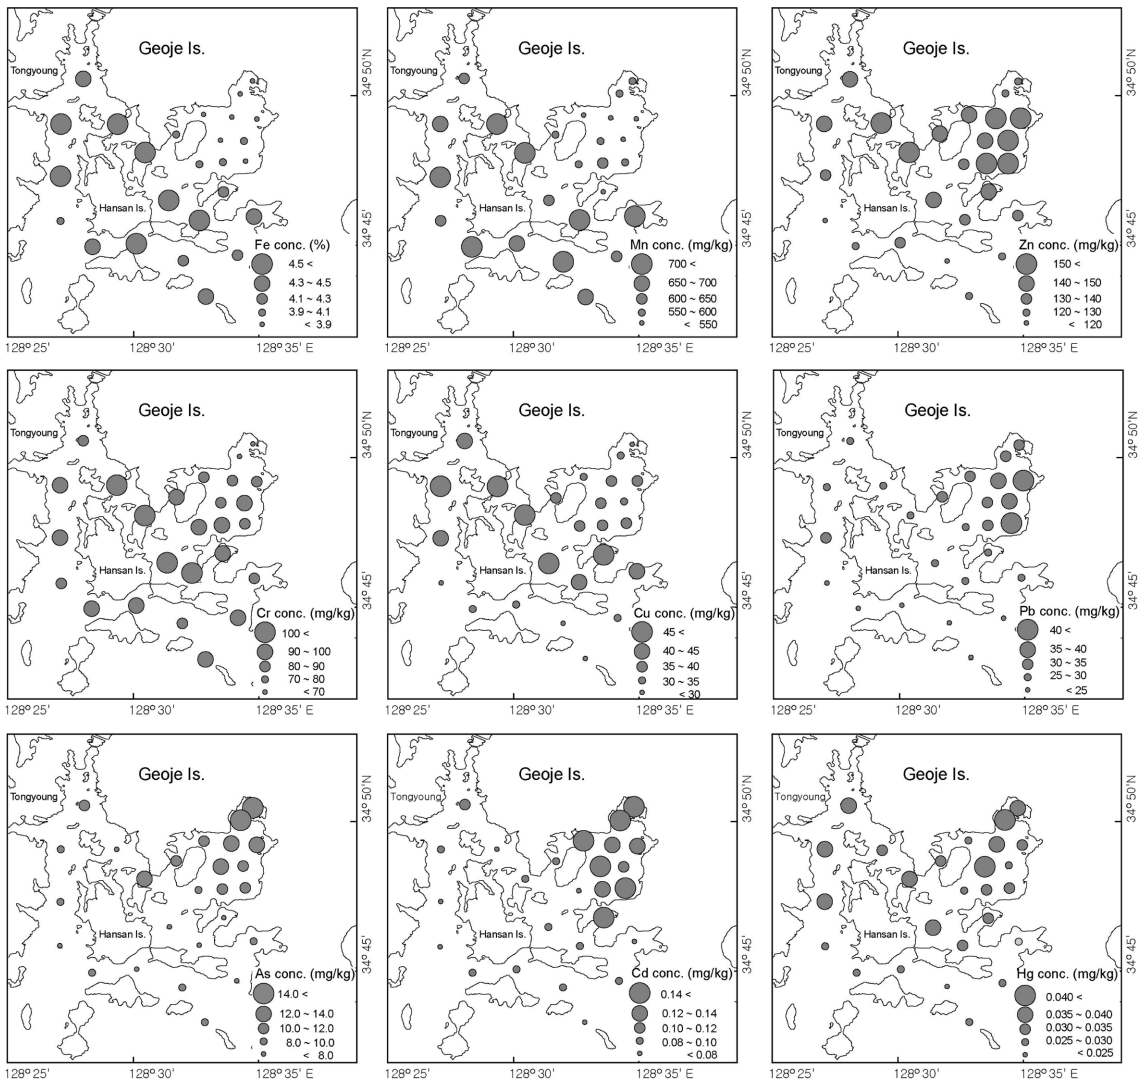 Geoje Is.
Tongyoung
34° 50'N
Hansan Is.
34° 45'
Fe conc. (%)
4.5 <
4.3 ~ 4.5
4.1 ~ 4.3
3.9 ~ 4.1
< 3.9
128° 25' 128° 30' 128° 35' E
Geoje Is.
Tongyoung
34° 50'N
Hansan Is.
34° 45'
Mn conc. (mg/kg)
700 <
650 ~ 700
600 ~ 650
550 ~ 600
< 550
128° 25' 128° 30' 128° 35' E
Geoje Is.
Tongyoung
34° 50'N
Hansan Is.
34° 45'
Zn conc. (mg/kg)
150 <
140 ~ 150
130 ~ 140
120 ~ 130
< 120
128° 25' 128° 30' 128° 35' E
Geoje Is.
Tongyoung
34° 50'N
Hansan Is.
34° 45'
Cr conc. (mg/kg)
100 <
90 ~ 100
80 ~ 90
70 ~ 80
< 70
128° 25' 128° 30' 128° 35' E
Geoje Is.
Tongyoung
34° 50'N
Hansan Is.
34° 45'
Cu conc. (mg/kg)
45 <
40 ~ 45
35 ~ 40
30 ~ 35
< 30
128° 25' 128° 30' 128° 35' E
Geoje Is.
Tongyoung
34° 50'N
Hansan Is.
34° 45'
Pb conc. (mg/kg)
40 <
35 ~ 40
30 ~ 35
25 ~ 30
< 25
128° 25' 128° 30' 128° 35' E
Geoje Is.
Tongyoung
34° 50'N
Hansan Is.
34° 45'
As conc. (mg/kg)
14.0 <
12.0 ~ 14.0
10.0 ~ 12.0
8.0 ~ 10.0
< 8.0
128° 25' 128° 30' 128° 35' E
Geoje Is.
Tongyoung
34° 50'N
Hansan Is.
34° 45'
Cd conc. (mg/kg)
0.14 <
0.12 ~ 0.14
0.10 ~ 0.12
0.08 ~ 0.10
< 0.08
128° 25' 128° 30' 128° 35' E
Geoje Is.
Tongyoung
34° 50'N
Hansan Is.
34° 45'
Hg conc. (mg/kg)
0.040 <
0.035 ~ 0.040
0.030 ~ 0.035
0.025 ~ 0.030
< 0.025
128° 25' 128° 30' 128° 35' E